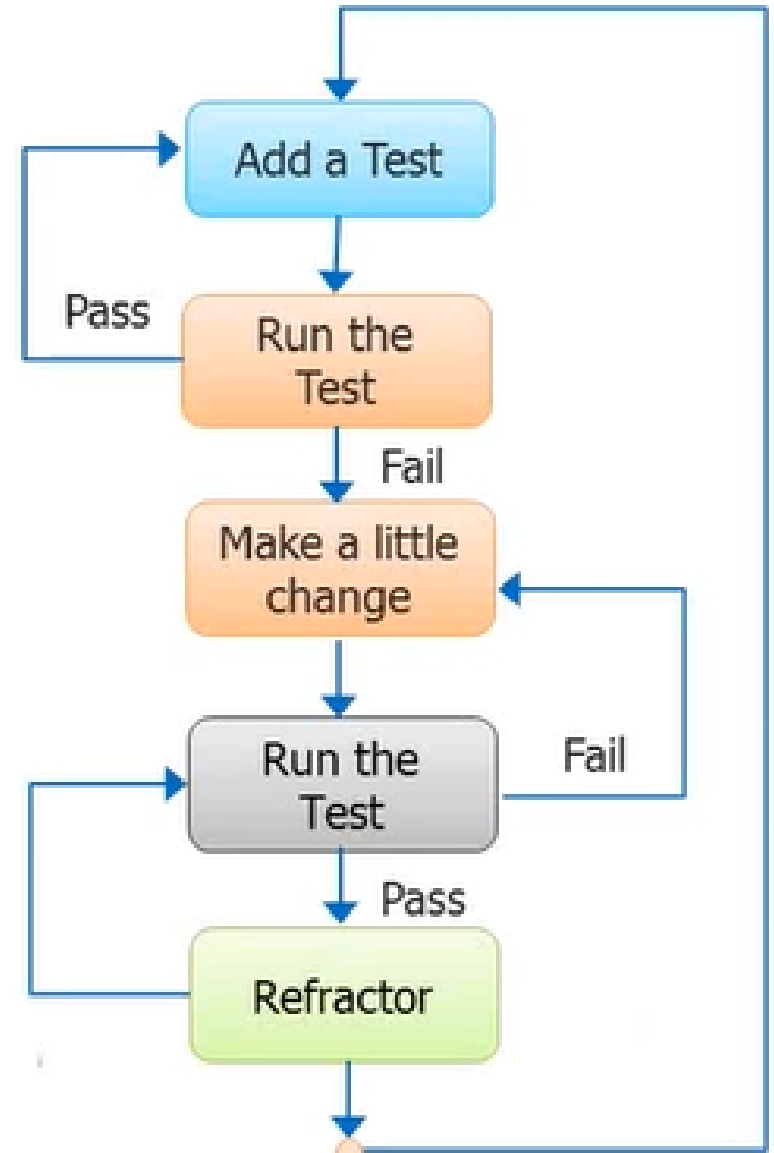 Add a Test
Pass
Run the
Test
Fail
Make a little
change
Run the
Test
Fail
Pass
Refractor